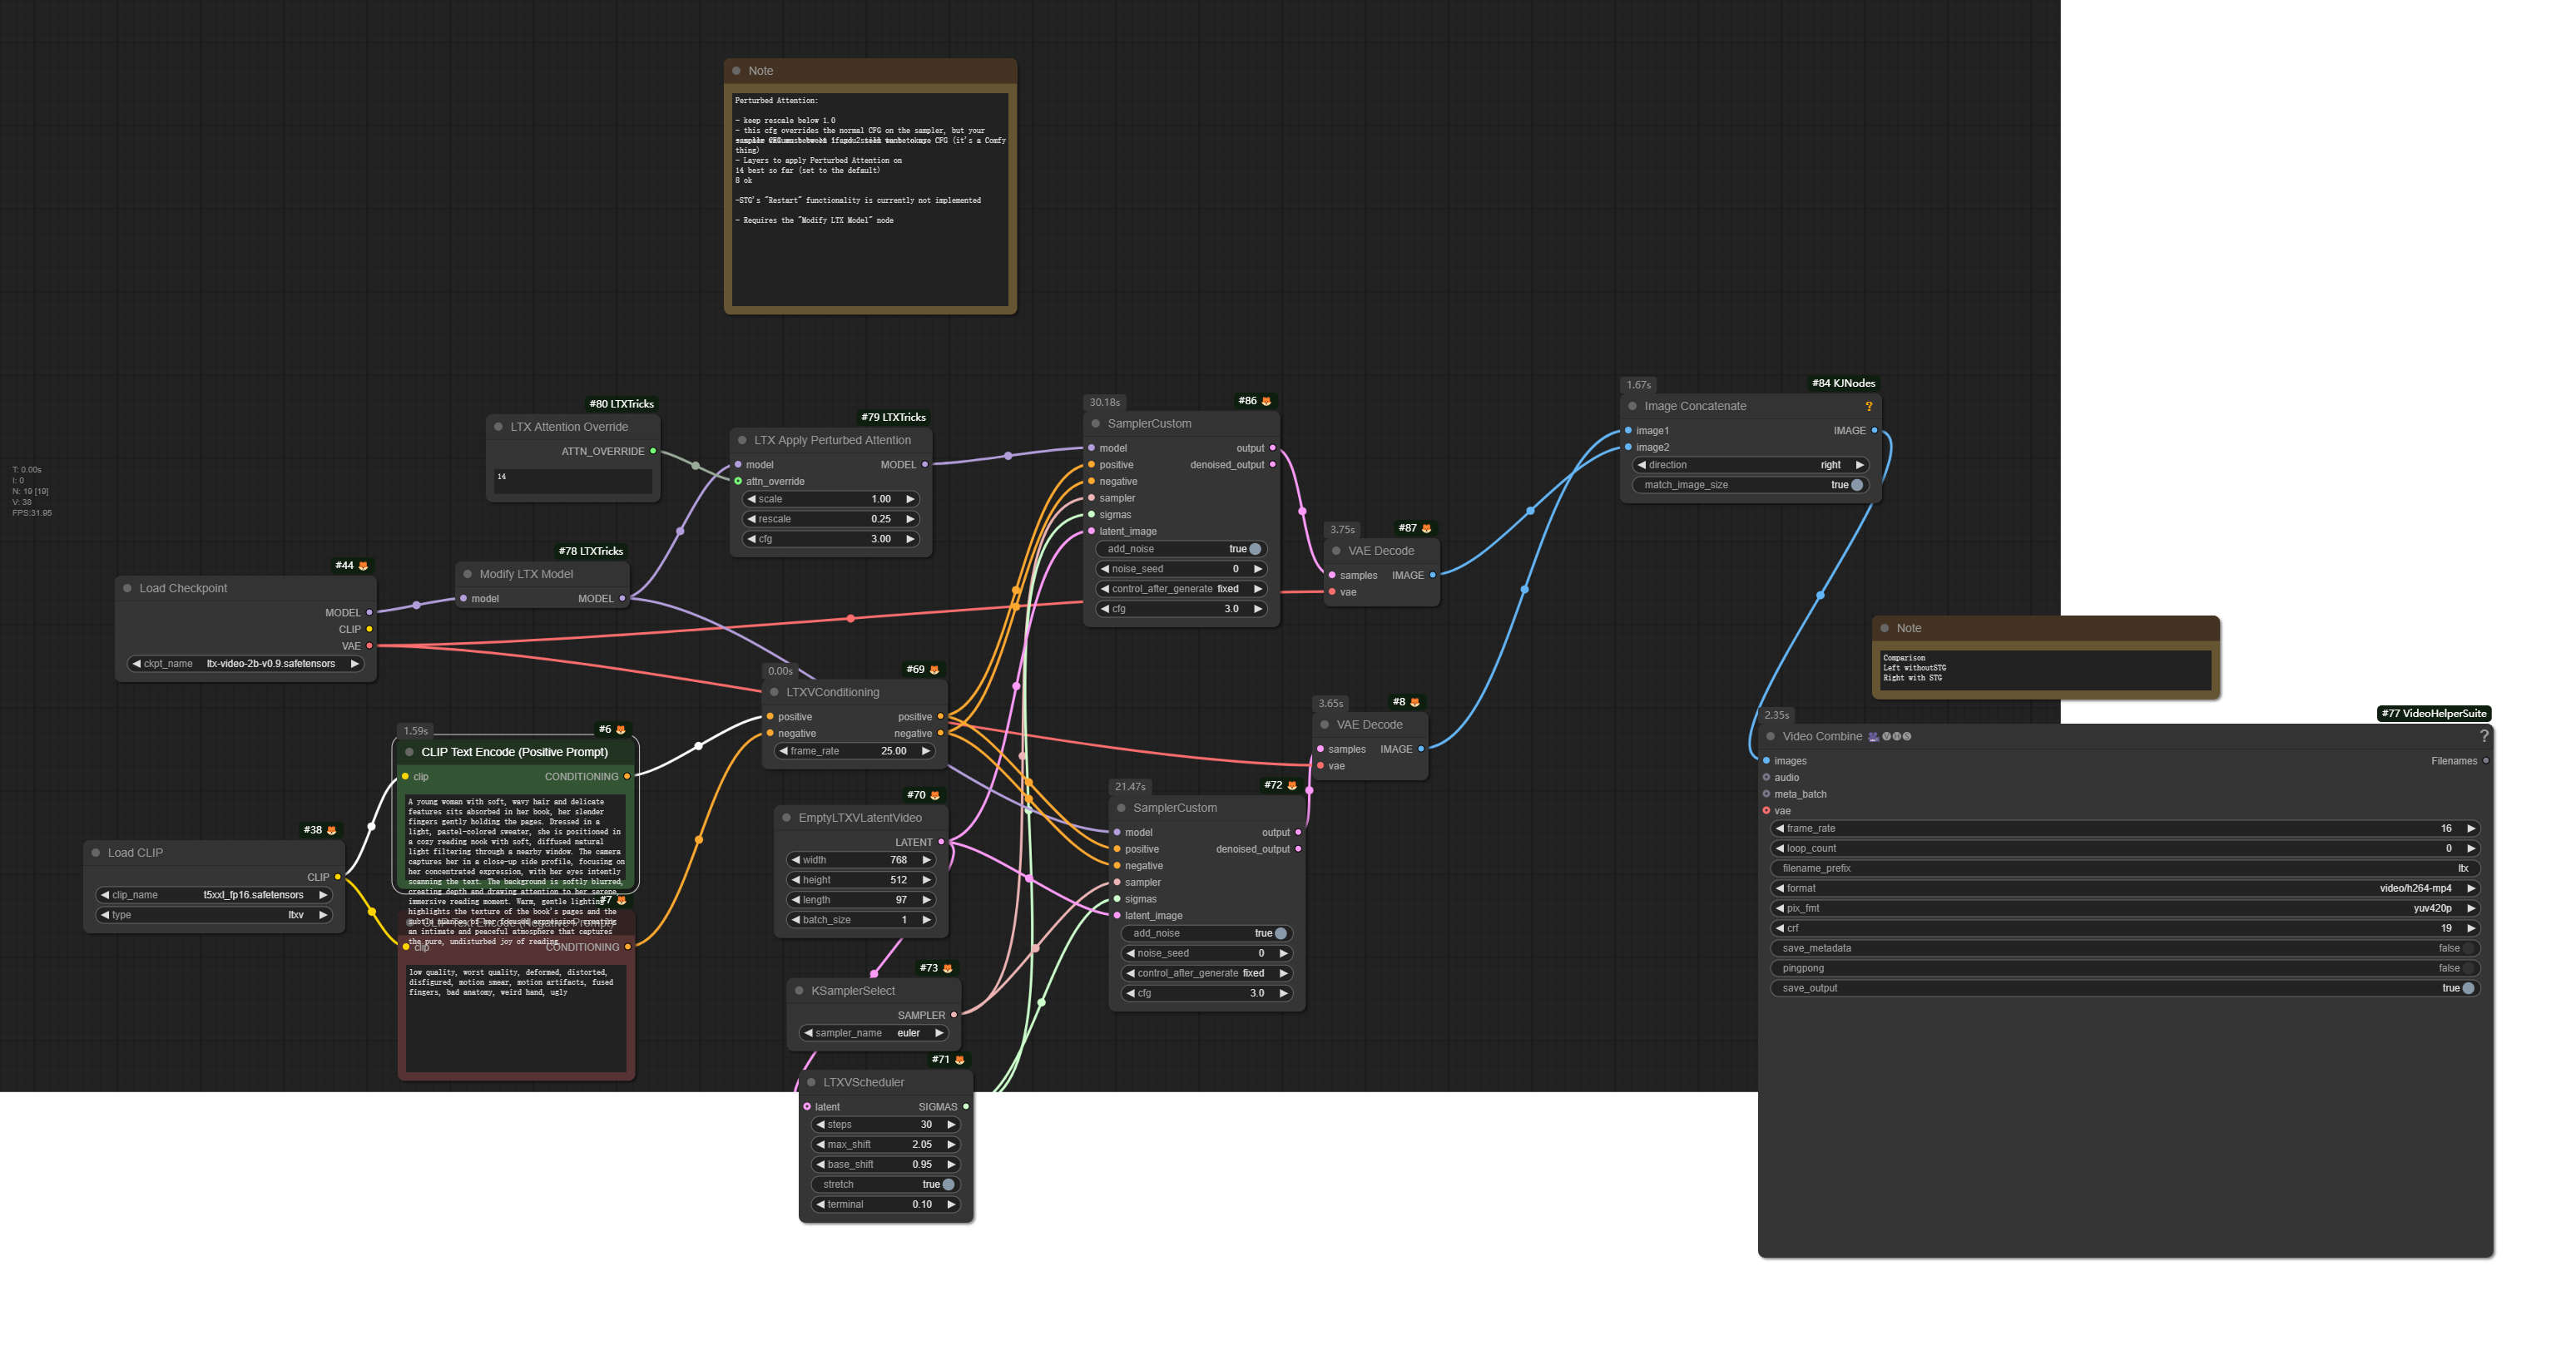 Note
Perturbed Attention:
- keep rescale below 1.0
- this cfg overrides the normal CFG on the sampler, but your
CFG (it's a Comfy
thing)
- Layers to apply Perturbed Attention on
14 best so far (set to the default)
8 ok
-STG's "Restart" functionality is currently not implemented
- Requires the "Modify LTX Model" node
T: 0.00s
I: 0
N: 19 [19]
V: 38
FPS:31.95
#80 LTXTricks
LTX Attention Override
ATTN_OVERRIDE
14
#79 LTXTricks
LTX Apply Perturbed Attention
model MODEL
attn_override
scale 1.00
rescale 0.25
cfg 3.00
#78 LTXTricks
Modify LTX Model
model MODEL
#44
Load Checkpoint
MODEL
CLIP
VAE
ckpt_name ltx-video-2b-v0.9.safetensors
#38
Load CLIP
CLIP
clip_name t5xxl_fp16.safetensors
type ltxv
1.59s #6
CLIP Text Encode (Positive Prompt)
clip CONDITIONING
A young woman with soft, wavy hair and delicate
features sits absorbed in her book, her slender
fingers gently holding the pages. Dressed in a
light, pastel-colored sweater, she is positioned in
a cozy reading nook with soft, diffused natural
light filtering through a nearby window. The camera
captures her in a close-up side profile, focusing on
her concentrated expression, with her eyes intently
scanning the text. The background is softly blurred,
creating depth and drawing attention to her serene,
immersive reading moment. Warm, gentle lighting
highlights the texture of the book's pages and the
subtle nuances of her focused expression, creating
an intimate and peaceful atmosphere that captures
the pure, undisturbed joy of reading.
#7
CLIP Text Encode (Negative Prompt)
clip CONDITIONING
low quality, worst quality, deformed, distorted,
disfigured, motion smear, motion artifacts, fused
fingers, bad anatomy, weird hand, ugly
0.00s #69
LTXVConditioning
positive positive
negative negative
frame_rate 25.00
#70
EmptyLTXVLatentVideo
LATENT
width 768
height 512
length 97
batch_size 1
#73
KSamplerSelect
SAMPLER
sampler_name euler
#71
LTXVScheduler
latent SIGMAS
steps 30
max_shift 2.05
base_shift 0.95
stretch true
terminal 0.10
30.18s #86
SamplerCustom
model output
positive denoised_output
negative
sampler
sigmas
latent_image
add_noise true
noise_seed 0
control_after_generate fixed
cfg 3.0
21.47s #72
SamplerCustom
model output
positive denoised_output
negative
sampler
sigmas
latent_image
add_noise true
noise_seed 0
control_after_generate fixed
cfg 3.0
3.75s #87
VAE Decode
samples IMAGE
vae
3.65s #8
VAE Decode
samples IMAGE
vae
1.67s #84 KJNodes
Image Concatenate ?
image1 IMAGE
image2
direction right
match_image_size true
Note
Comparison
Left withoutSTG
Right with STG
2.35s #77 VideoHelperSuite
Video Combine VHS ?
images Filenames
audio
meta_batch
vae
frame_rate 16
loop_count 0
filename_prefix ltx
format video/h264-mp4
pix_fmt yuv420p
crf 19
save_metadata false
pingpong false
save_output true